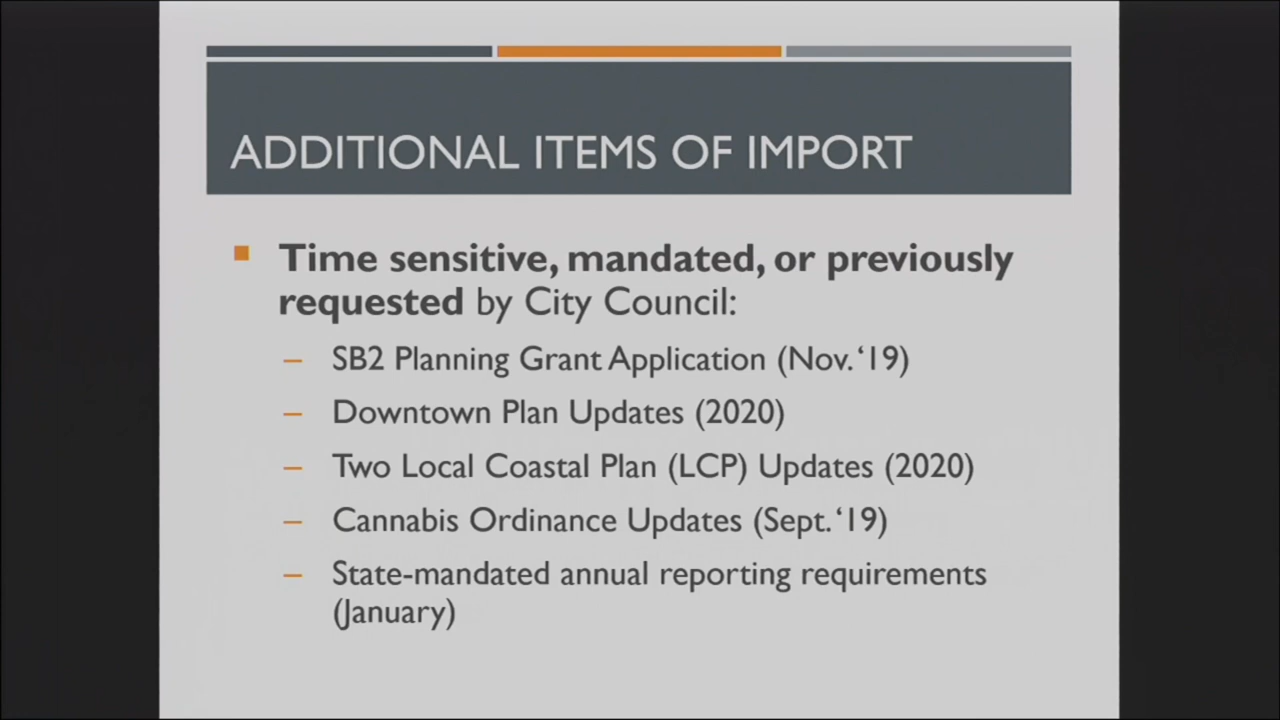 ADDITIONAL ITEMS OF IMPORT
Time sensitive, mandated, or previously
requested by City Council:
– SB2 Planning Grant Application (Nov. ‘19)
– Downtown Plan Updates (2020)
– Two Local Coastal Plan (LCP) Updates (2020)
– Cannabis Ordinance Updates (Sept. ‘19)
– State-mandated annual reporting requirements
(January)